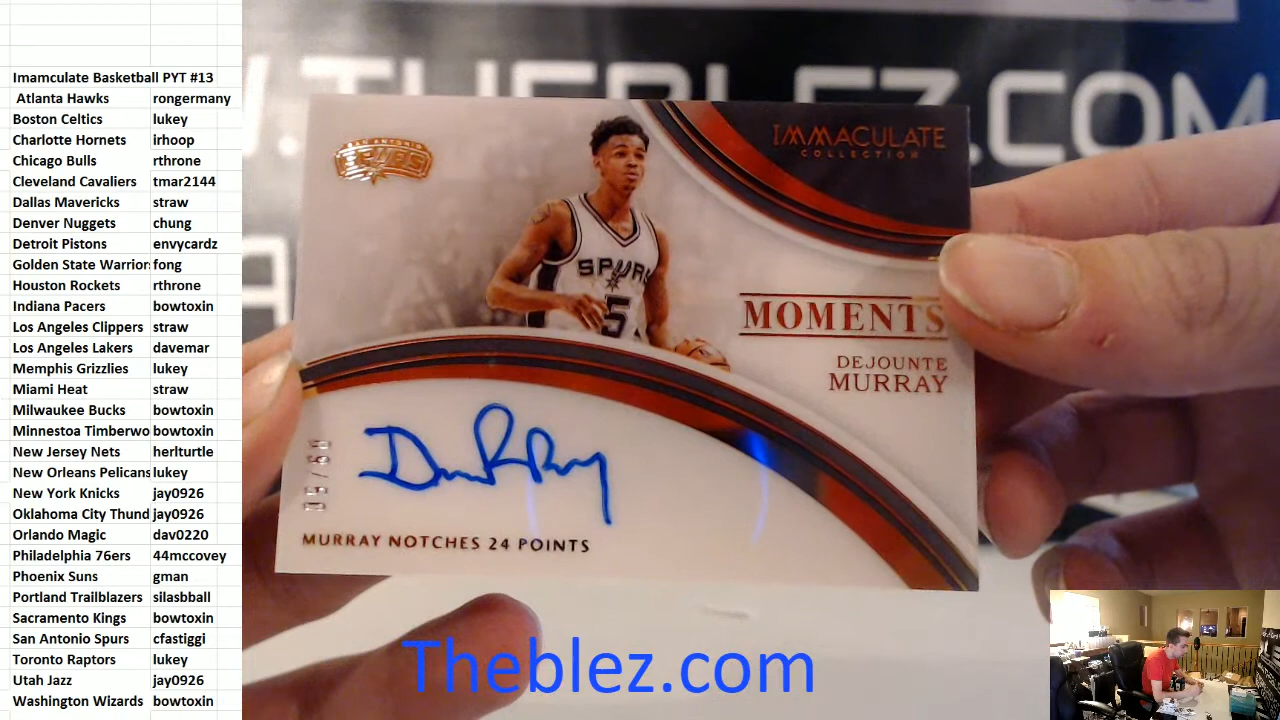 Imamculate Basketball PYT #13
Atlanta Hawks rongermany
Boston Celtics lukey
Charlotte Hornets irhoop
Chicago Bulls rthrone
Cleveland Cavaliers tmar2144
Dallas Mavericks straw
Denver Nuggets chung
Detroit Pistons envycardz
Golden State Warrior fong
Houston Rockets rthrone
Indiana Pacers bowtoxin
Los Angeles Clippers straw
Los Angeles Lakers davemar
Memphis Grizzlies lukey
Miami Heat straw
Milwaukee Bucks bowtoxin
Minnestoa Timberwo bowtoxin
New Jersey Nets herlturtle
New Orleans Pelicans lukey
New York Knicks jay0926
Oklahoma City Thund jay0926
Orlando Magic dav0220
Philadelphia 76ers 44mccovey
Phoenix Suns gman
Portland Trailblazers silasbball
Sacramento Kings bowtoxin
San Antonio Spurs cfastiggi
Toronto Raptors lukey
Utah Jazz jay0926
Washington Wizards bowtoxin
.THEBLEZ.COM
SAN ANTONIO
SPURS
IMMACULATE
COLLECTION
SPURS
5
MOMENTS
DEJOUNTE
MURRAY
MURRAY NOTCHES 24 POINTS
Theblez.com